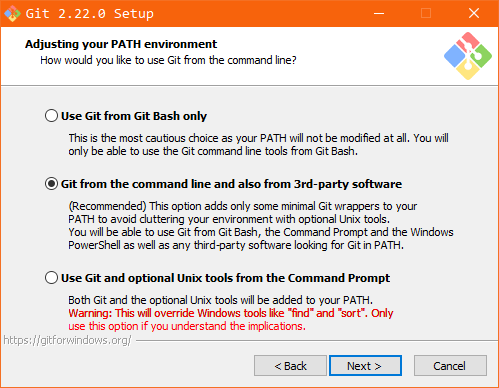 Git 2.22.0 Setup
Adjusting your PATH environment
How would you like to use Git from the command line?
Use Git from Git Bash only
This is the most cautious choice as your PATH will not be modified at all. You will
only be able to use the Git command line tools from Git Bash.
Git from the command line and also from 3rd-party software
(Recommended) This option adds only some minimal Git wrappers to your
PATH to avoid cluttering your environment with optional Unix tools.
You will be able to use Git from Git Bash, the Command Prompt and the Windows
PowerShell as well as any third-party software looking for Git in PATH.
Use Git and optional Unix tools from the Command Prompt
Both Git and the optional Unix tools will be added to your PATH.
Warning: This will override Windows tools like "find" and "sort". Only
use this option if you understand the implications.
https://gitforwindows.org/
< Back
Next >
Cancel